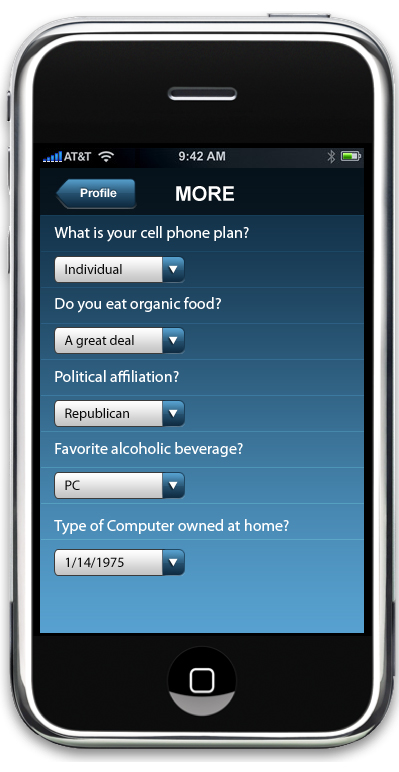 AT&T 9:42 AM
Profile MORE
What is your cell phone plan?
Individual
Do you eat organic food?
A great deal
Political affiliation?
Republican
Favorite alcoholic beverage?
PC
Type of Computer owned at home?
1/14/1975